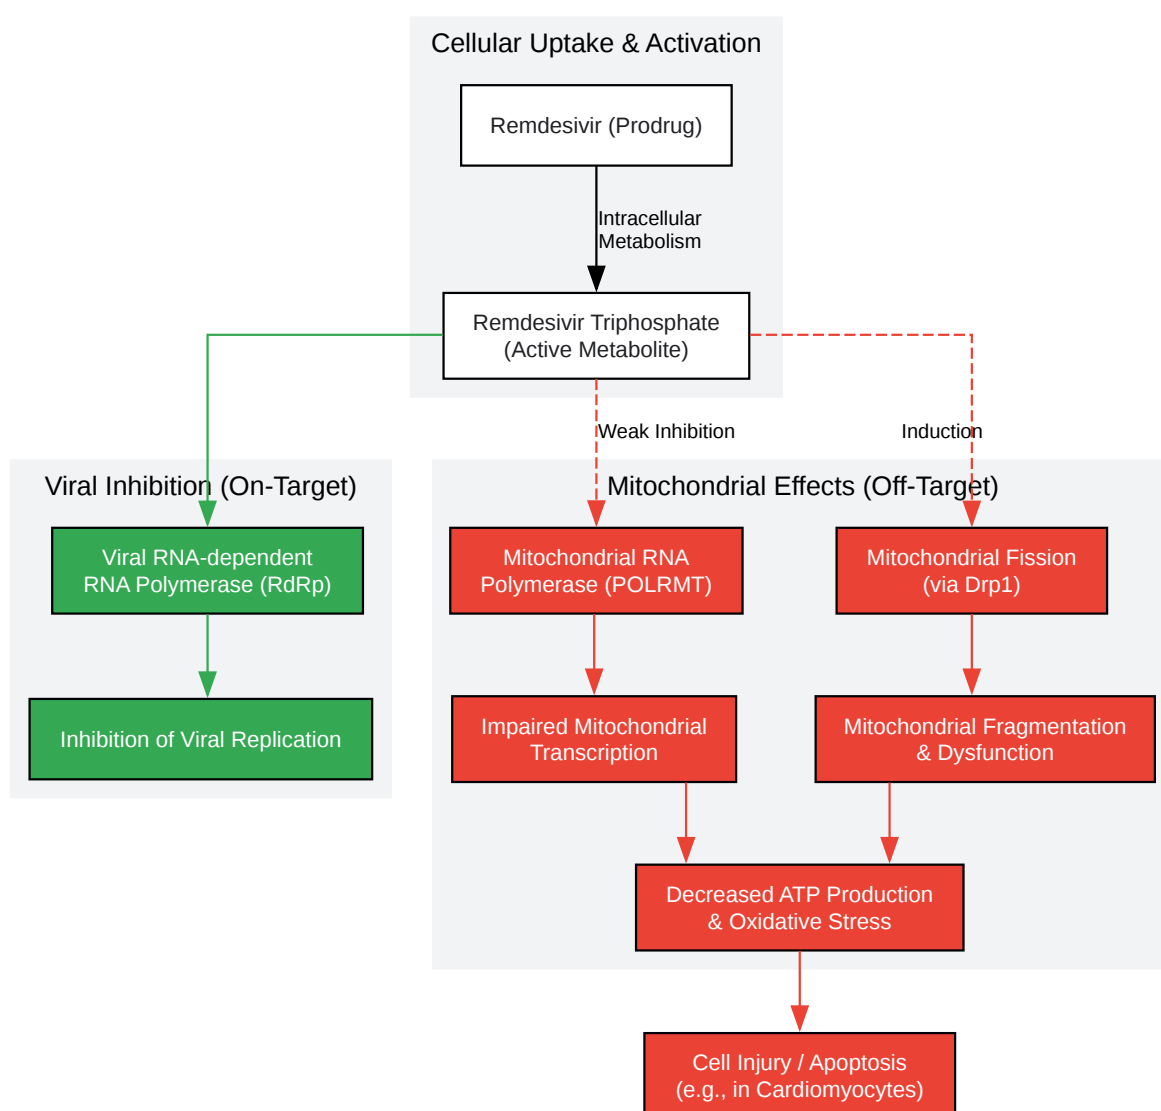 Cellular Uptake & Activation
Remdesivir (Prodrug)
Intracellular
Metabolism
Remdesivir Triphosphate
(Active Metabolite)
Weak Inhibition
Induction
Viral Inhibition (On-Target)
Mitochondrial Effects (Off-Target)
Viral RNA-dependent
RNA Polymerase (RdRp)
Mitochondrial RNA
Polymerase (POLRMT)
Mitochondrial Fission
(via Drp1)
Inhibition of Viral Replication
Impaired Mitochondrial
Transcription
Mitochondrial Fragmentation
& Dysfunction
Decreased ATP Production
& Oxidative Stress
Cell Injury / Apoptosis
(e.g., in Cardiomyocytes)